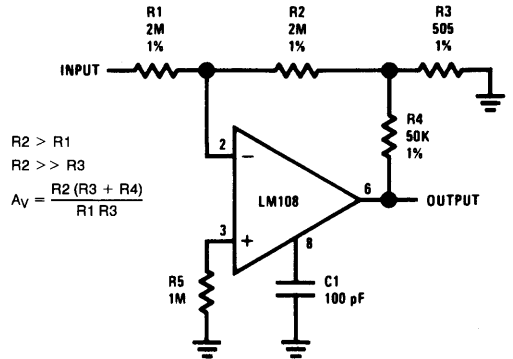 R1
2M
1%
R2
2M
1%
R3
505
1%
INPUT
R4
50K
1%
R2 > R1
R2 >> R3
AV = R2 (R3 + R4)
R1 R3
2
−
LM108
6
OUTPUT
3
+
8
R5
1M
C1
100 pF